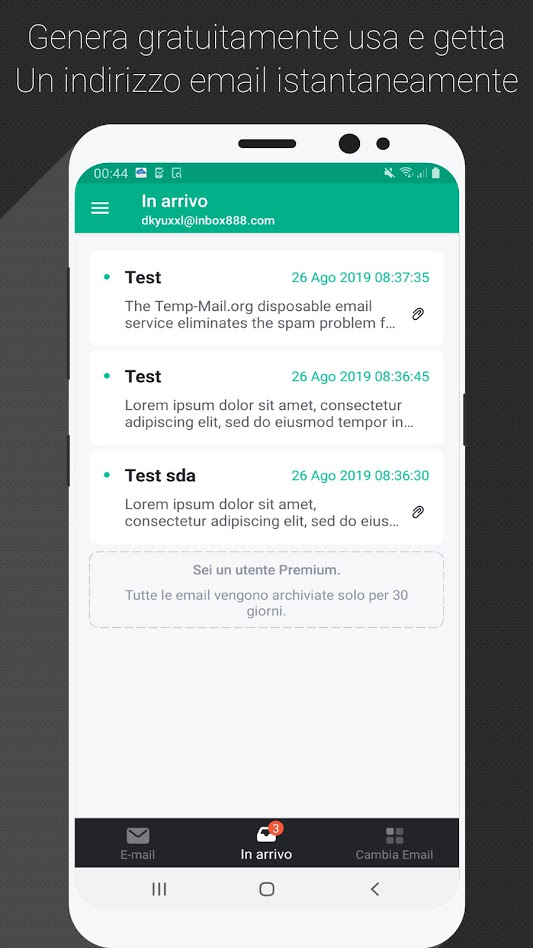 Genera gratuitamente usa e getta
Un indirizzo email istantaneamente
00:44
In arrivo
dkyuxxl@inbox888.com
Test
26 Ago 2019 08:37:35
The Temp-Mail.org disposable email
service eliminates the spam problem f...
Test
26 Ago 2019 08:36:45
Lorem ipsum dolor sit amet, consectetur
adipiscing elit, sed do eiusmod tempor in...
Test sda
26 Ago 2019 08:36:30
Lorem ipsum dolor sit amet,
consectetur adipiscing elit, sed do eius...
Sei un utente Premium.
Tutte le email vengono archiviate solo per 30
giorni.
3
E-mail
In arrivo
Cambia Email